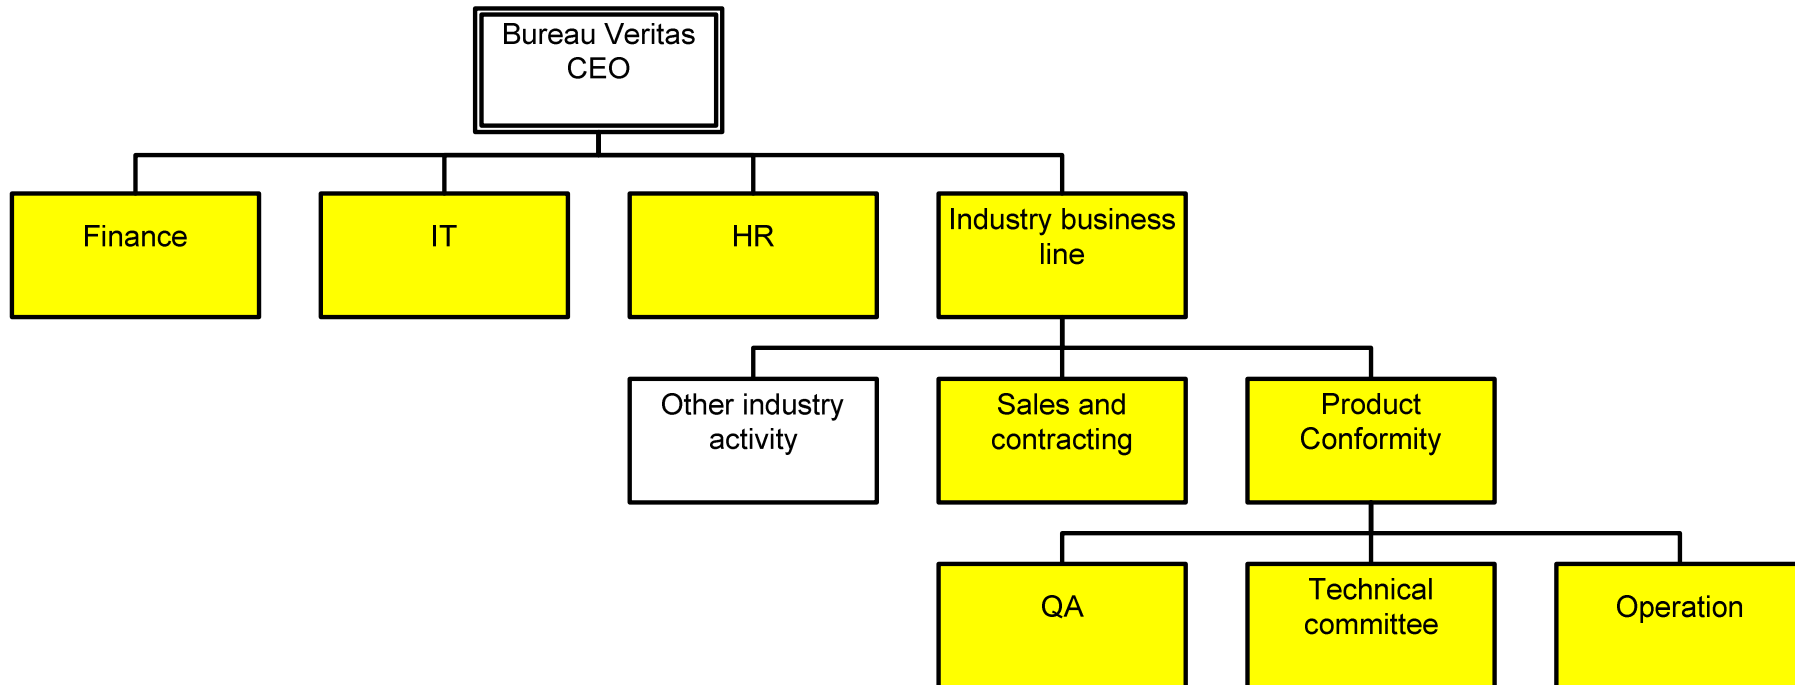 Bureau Veritas
CEO
Finance
IT
HR
Industry business
line
Other industry
activity
Sales and
contracting
Product
Conformity
QA
Technical
committee
Operation